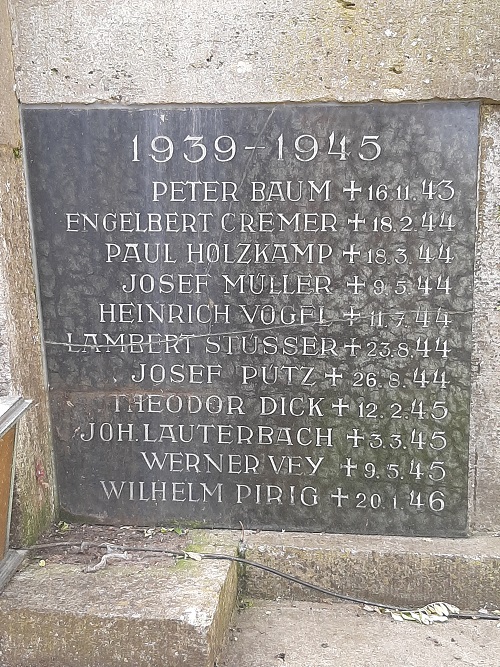 1939-1945
PETER BAUM + 16.11.43
ENGELBERT CREMER + 18.2.44
PAUL HOLZKAMP + 18.3.44
JOSEF MÜLLER + 9.5.44
HEINRICH VOGEL + 11.7.44
LAMBERT STÜSSER + 23.8.44
JOSEF PÜTZ + 26.8.44
THEODOR DICK + 12.2.45
JOH. LAUTERBACH + 3.3.45
WERNER VEY + 9.5.45
WILHELM PIRIG + 20.1.46